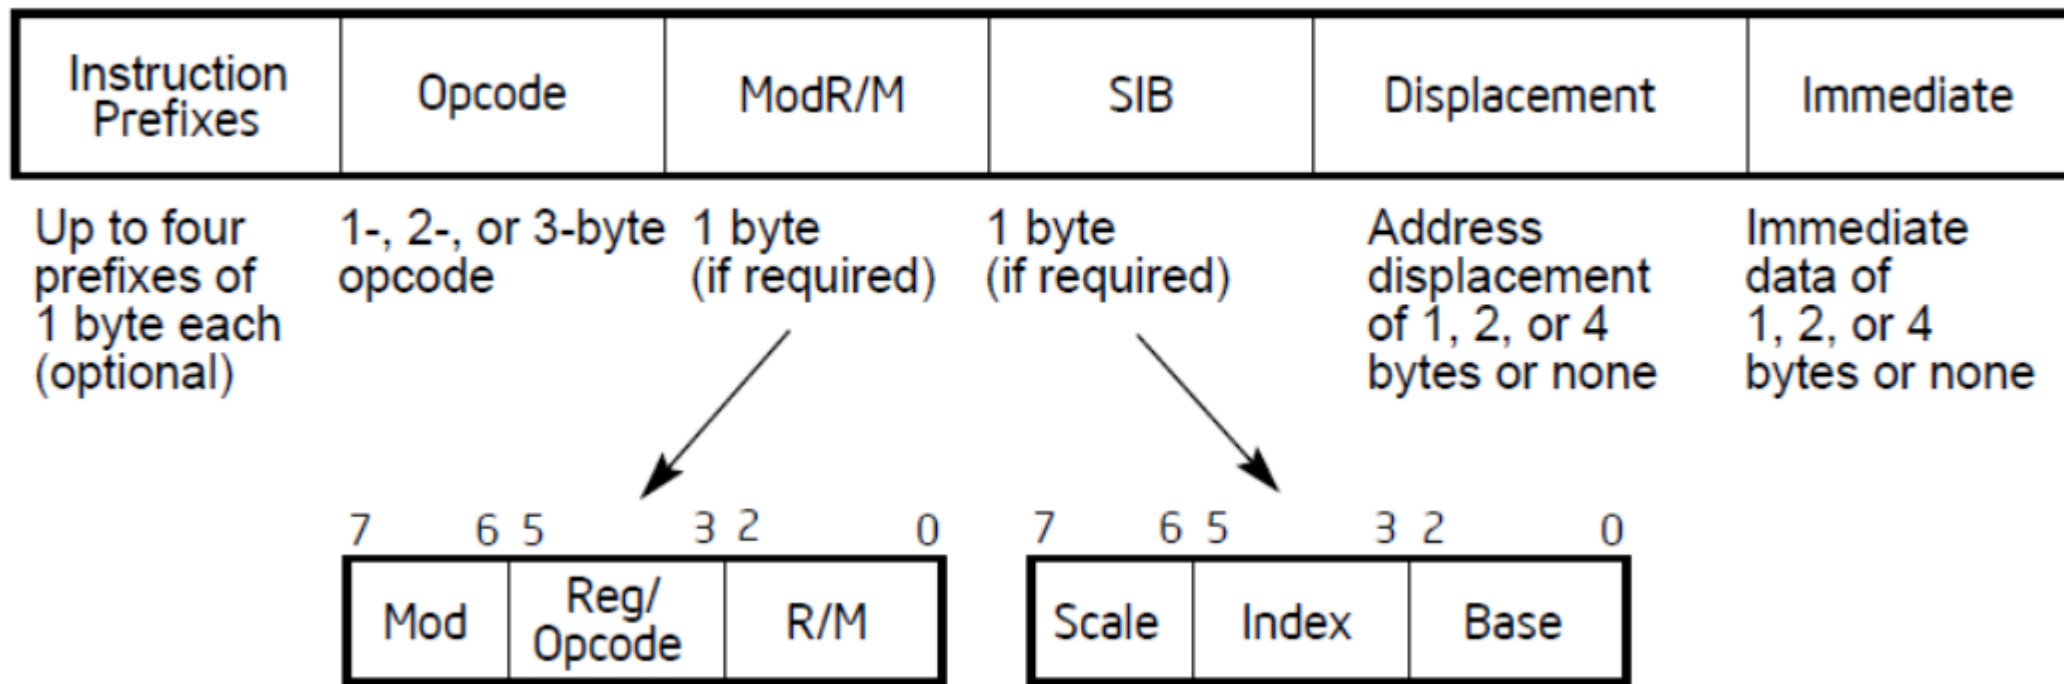 Instruction
Prefixes
Opcode
ModR/M
SIB
Displacement
Immediate
Up to four
prefixes of
1 byte each
(optional)
1-, 2-, or 3-byte
opcode
1 byte
(if required)
1 byte
(if required)
Address
displacement
of 1, 2, or 4
bytes or none
Immediate
data of
1, 2, or 4
bytes or none
7 6 5 3 2 0
Mod
Reg/
Opcode
R/M
7 6 5 3 2 0
Scale
Index
Base